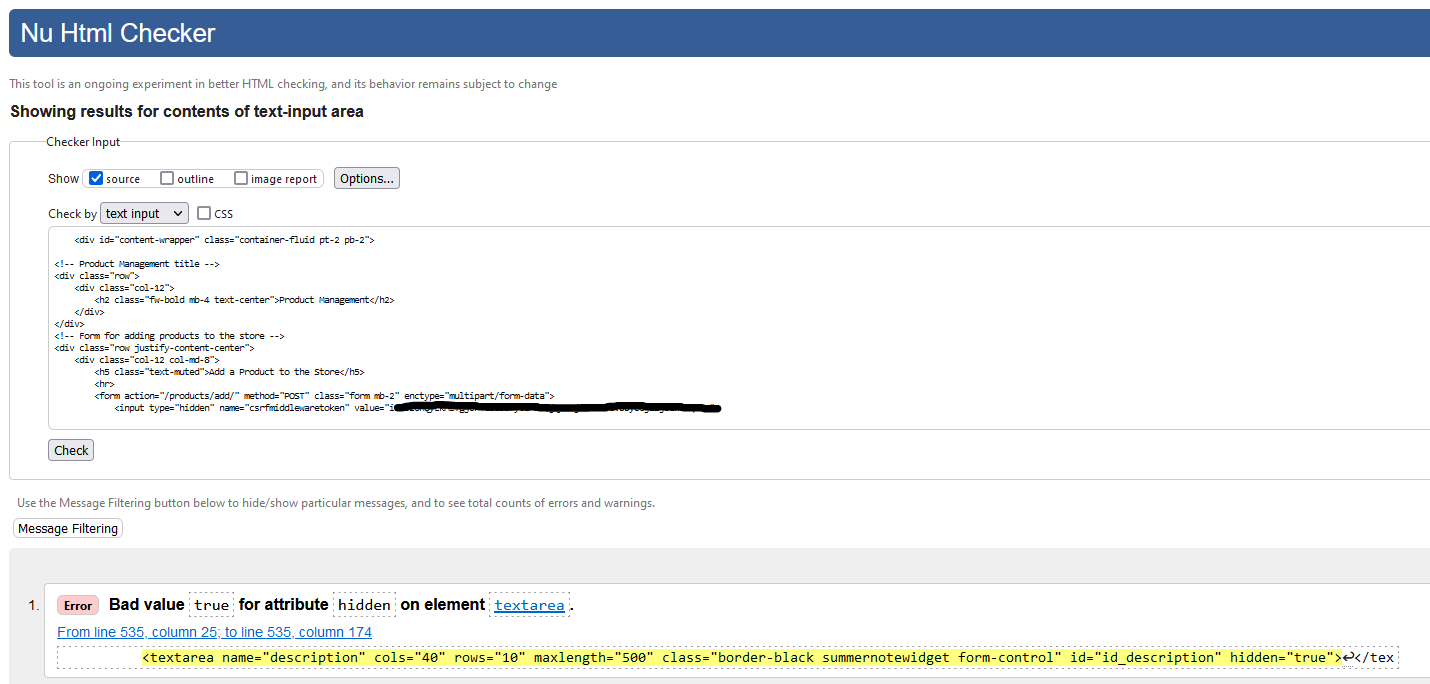 Nu Html Checker
This tool is an ongoing experiment in better HTML checking, and its behavior remains subject to change
Showing results for contents of text-input area
Checker Input
Show source outline image report Options...
Check by text input CSS
<div id="content-wrapper" class="container-fluid pt-2 pb-2">
<!-- Product Management title -->
<div class="row">
<div class="col-12">
<h2 class="fw-bold mb-4 text-center">Product Management</h2>
</div>
</div>
<!-- Form for adding products to the store -->
<div class="row justify-content-center">
<div class="col-12 col-md-8">
<h5 class="text-muted">Add a Product to the Store</h5>
<hr>
<form action="/products/add/" method="POST" class="form mb-2" enctype="multipart/form-data">
<input type="hidden" name="csrfmiddlewaretoken" value="
Check
Use the Message Filtering button below to hide/show particular messages, and to see total counts of errors and warnings.
Message Filtering
1. Error Bad value true for attribute hidden on element textarea.
From line 535, column 25; to line 535, column 174
<textarea name="description" cols="40" rows="10" maxlength="500" class="border-black summernotewidget form-control" id="id_description" hidden="true">↩</tex